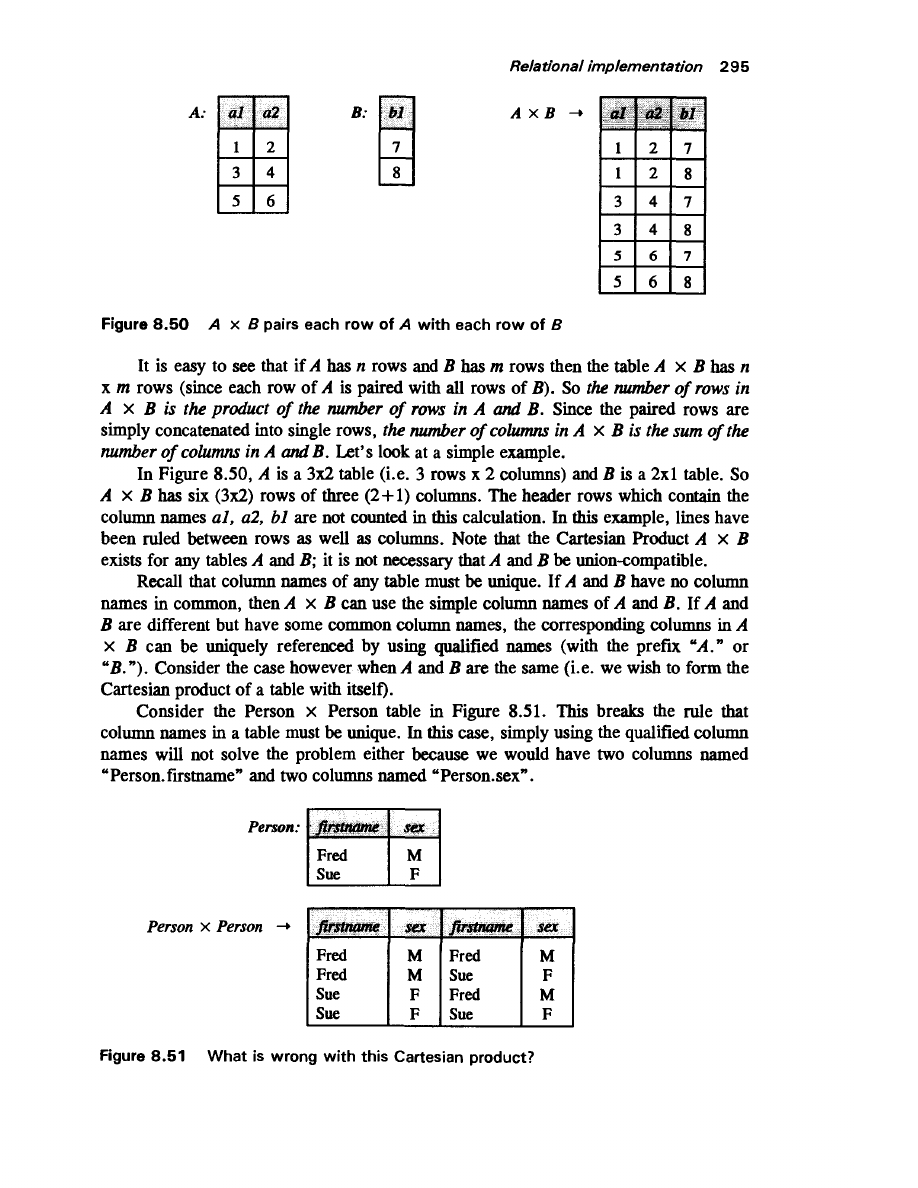 Relational implementation 295
A: a1 a2
1 2
3 4
5 6
B: b1
7
8
A × B → a1 a2 b1
1 2 7
1 2 8
3 4 7
3 4 8
5 6 7
5 6 8
Figure 8.50 A × B pairs each row of A with each row of B
It is easy to see that if A has n rows and B has m rows then the table A × B has n
x m rows (since each row of A is paired with all rows of B). So the number of rows in
A × B is the product of the number of rows in A and B. Since the paired rows are
simply concatenated into single rows, the number of columns in A × B is the sum of the
number of columns in A and B. Let's look at a simple example.
In Figure 8.50, A is a 3x2 table (i.e. 3 rows x 2 columns) and B is a 2x1 table. So
A × B has six (3x2) rows of three (2+1) columns. The header rows which contain the
column names a1, a2, b1 are not counted in this calculation. In this example, lines have
been ruled between rows as well as columns. Note that the Cartesian Product A × B
exists for any tables A and B; it is not necessary that A and B be union-compatible.
Recall that column names of any table must be unique. If A and B have no column
names in common, then A × B can use the simple column names of A and B. If A and
B are different but have some common column names, the corresponding columns in A
× B can be uniquely referenced by using qualified names (with the prefix "A." or
"B."). Consider the case however when A and B are the same (i.e. we wish to form the
Cartesian product of a table with itself).
Consider the Person × Person table in Figure 8.51. This breaks the rule that
column names in a table must be unique. In this case, simply using the qualified column
names will not solve the problem either because we would have two columns named
"Person.firstname" and two columns named "Person.sex".
Person: firstname sex
Fred M
Sue F
Person × Person → firstname sex firstname sex
Fred M Fred M
Fred M Sue F
Sue F Fred M
Sue F Sue F
Figure 8.51 What is wrong with this Cartesian product?